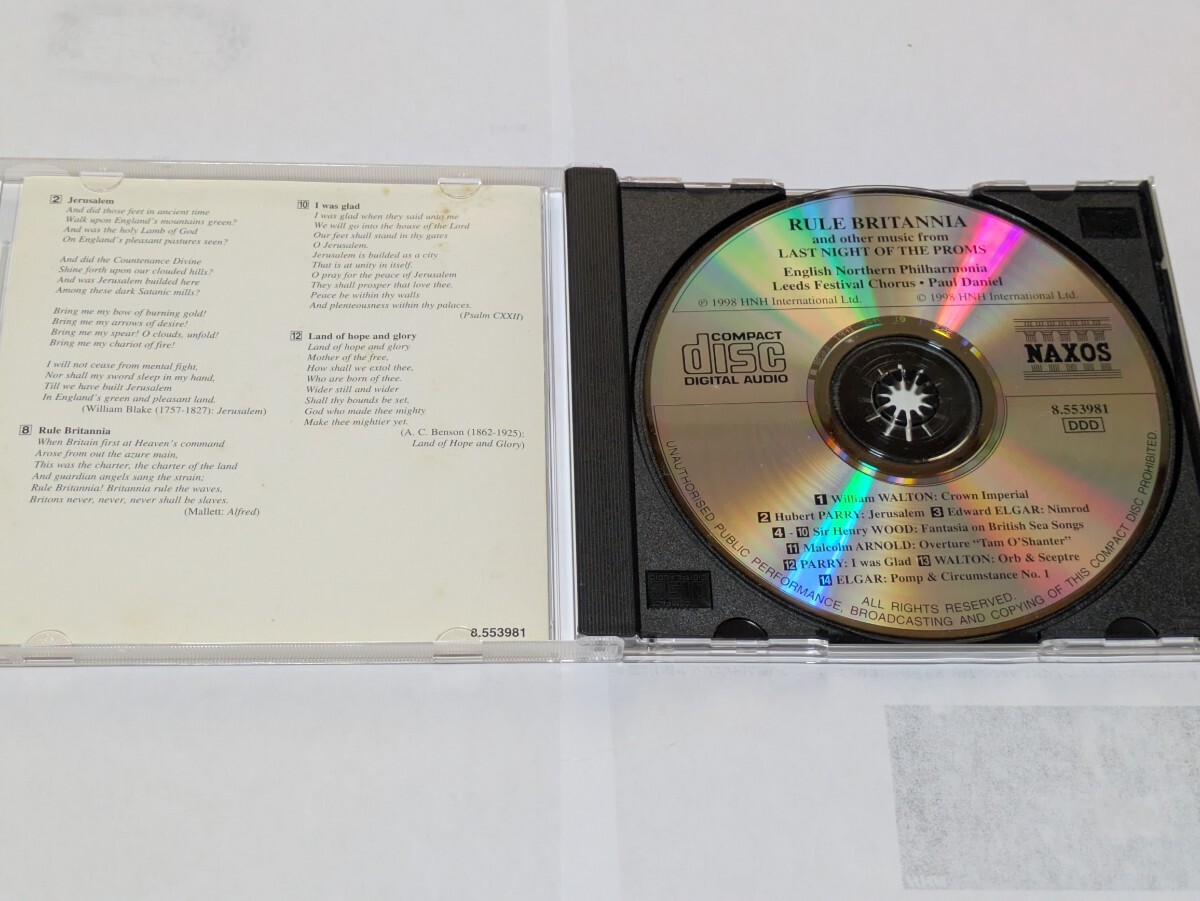 2 Jerusalem
And did those feet in ancient time
Walk upon England's mountains green?
And was the holy Lamb of God
On England's pleasant pastures seen?
And did the Countenance Divine
Shine forth upon our clouded hills?
And was Jerusalem builded here
Among these dark Satanic mills?
Bring me my bow of burning gold!
Bring me my arrows of desire!
Bring me my spear! O clouds, unfold!
Bring me my chariot of fire!
I will not cease from mental fight,
Nor shall my sword sleep in my hand,
Till we have built Jerusalem
In England's green and pleasant land.
(William Blake (1757-1827): Jerusalem)
8 Rule Britannia
When Britain first at Heaven's command
Arose from out the azure main,
This was the charter, the charter of the land
And guardian angels sang the strain;
Rule Britannia! Britannia rule the waves,
Britons never, never, never shall be slaves.
(Mallett: Alfred)
10 I was glad
I was glad when they said unto me
We will go into the house of the Lord
Our feet shall stand in thy gates
O Jerusalem.
Jerusalem is builded as a city
That is at unity in itself.
O pray for the peace of Jerusalem
They shall prosper that love thee.
Peace be within thy walls
And plenteousness within thy palaces.
(Psalm CXXII)
12 Land of hope and glory
Land of hope and glory
Mother of the free,
How shall we extol thee,
Who are born of thee.
Wider still and wider
Shall thy bounds be set,
God who made thee mighty
Make thee mightier yet.
(A. C. Benson (1862-1925):
Land of Hope and Glory)
8.553981
RULE BRITANNIA
and other music from
LAST NIGHT OF THE PROMS
English Northern Philharmonia
Leeds Festival Chorus • Paul Daniel
℗ 1998 HNH International Ltd. © 1998 HNH International Ltd.
COMPACT
disc
DIGITAL AUDIO
NAXOS
8.553981
DDD
1 William WALTON: Crown Imperial
2 Hubert PARRY: Jerusalem 3 Edward ELGAR: Nimrod
4 - 10 Sir Henry WOOD: Fantasia on British Sea Songs
11 Malcolm ARNOLD: Overture "Tam O'Shanter"
12 PARRY: I was Glad 13 WALTON: Orb & Sceptre
14 ELGAR: Pomp & Circumstance No. 1
ALL RIGHTS RESERVED.
UNAUTHORISED PUBLIC PERFORMANCE, BROADCASTING AND COPYING OF THIS COMPACT DISC PROHIBITED.